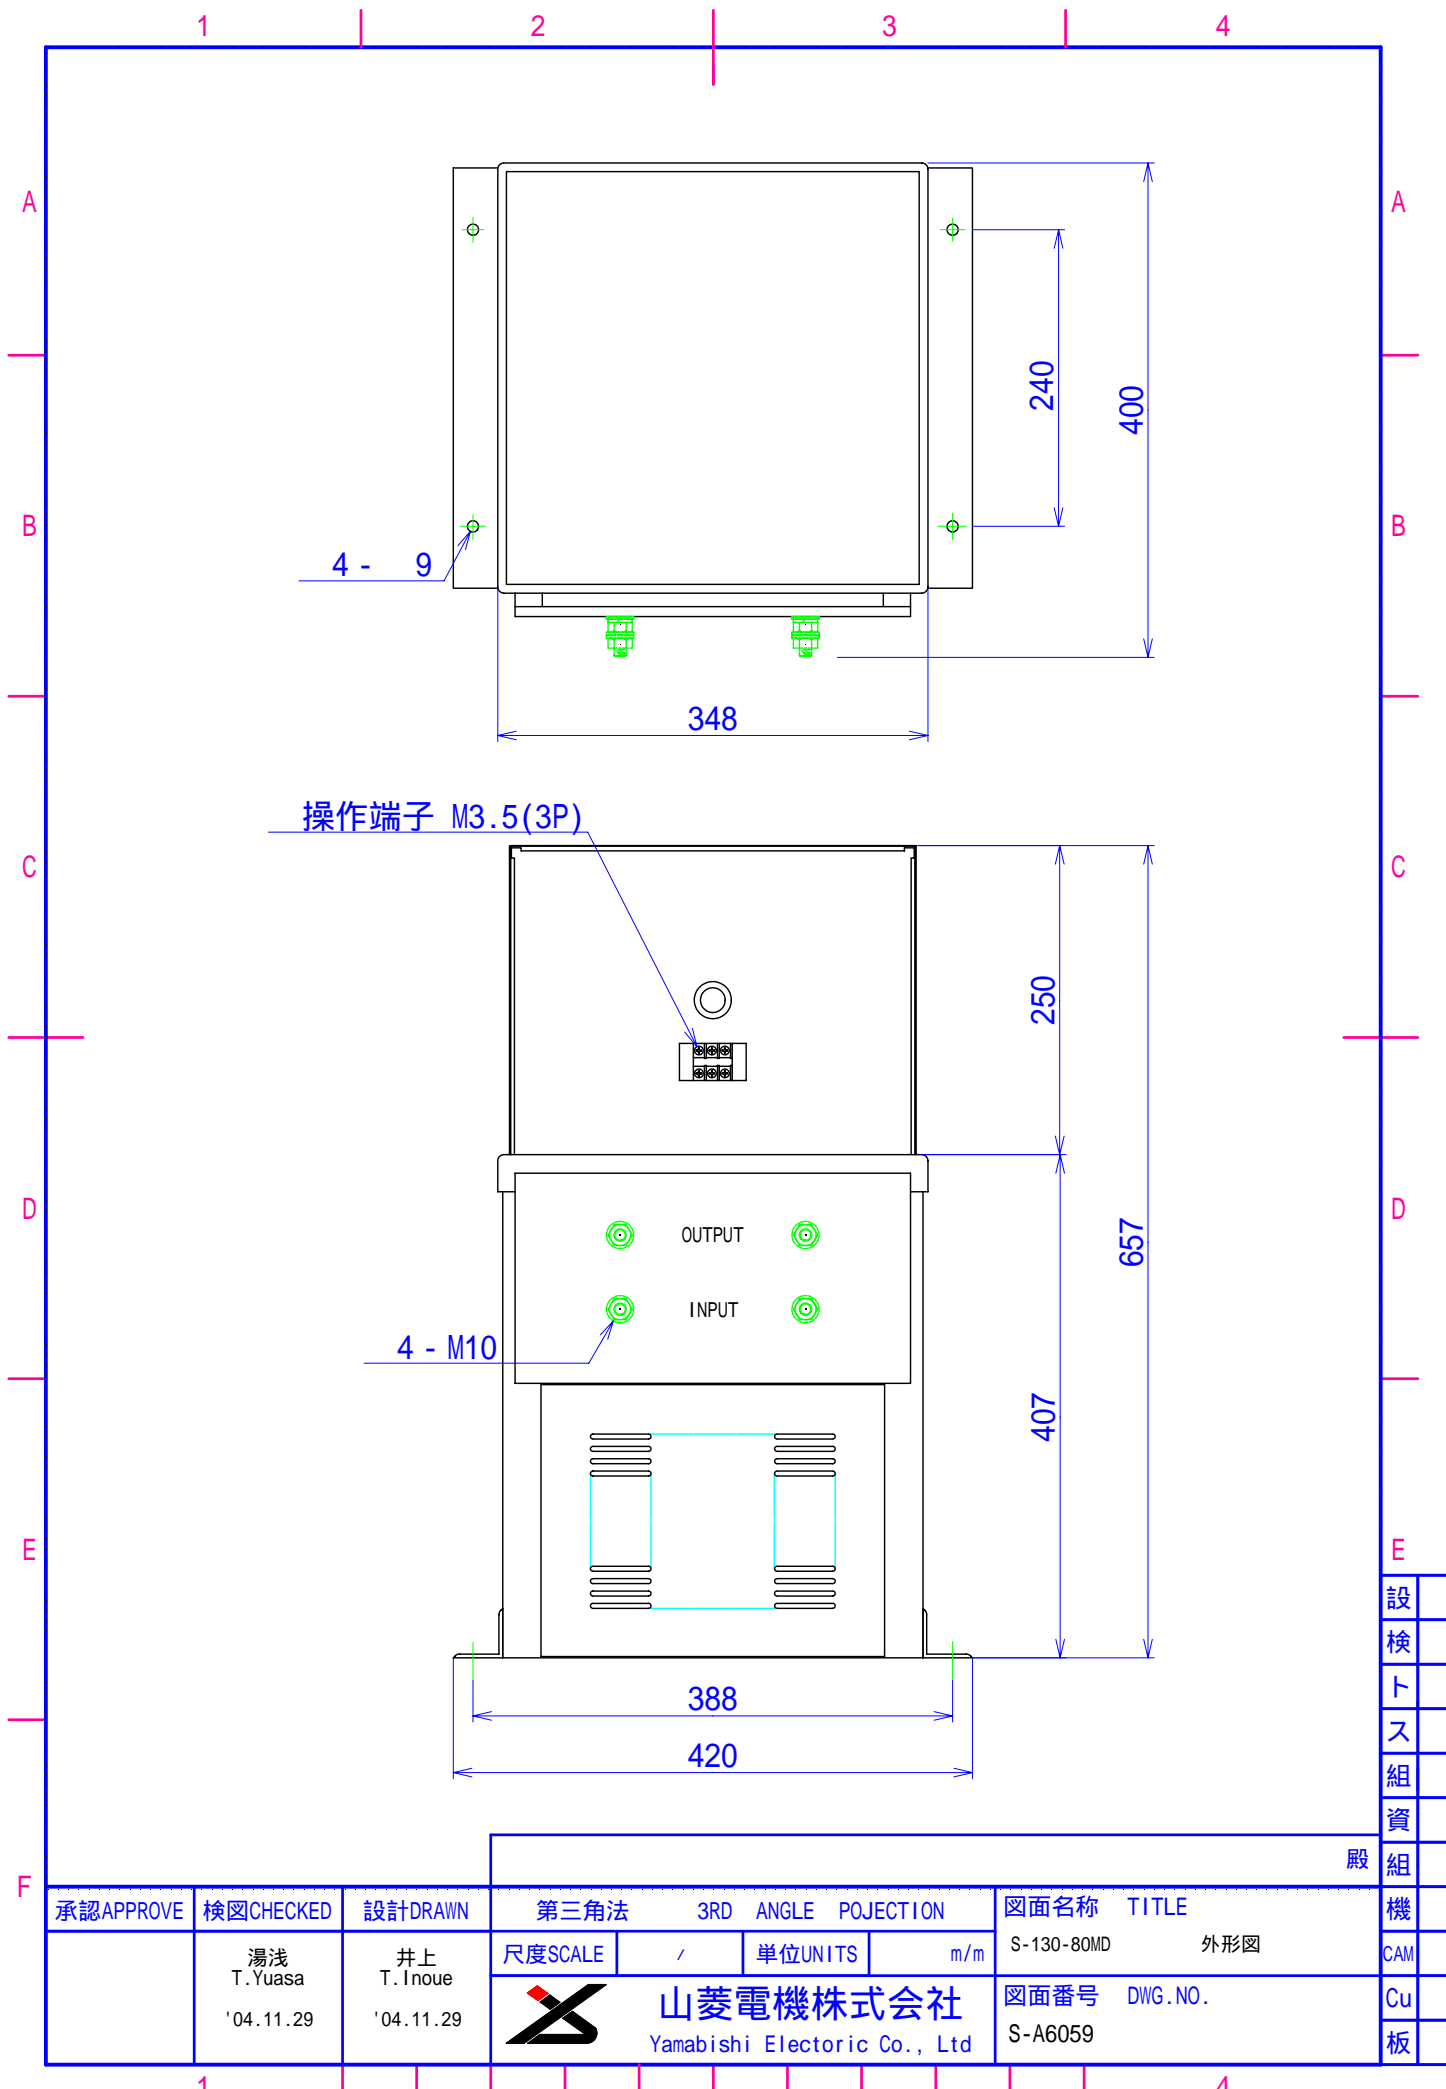 1 2 3 4
A A
240
400
B B
4 - 9
348
操作端子 M3.5(3P)
C C
250
D D
OUTPUT
657
INPUT
4 - M10
407
E E
設
検
ト
388
ス
420
組
資
殿
組
F
承認APPROVE 検図CHECKED 設計DRAWN 第三角法 3RD ANGLE POJECTION 図面名称 TITLE
機
湯浅 井上 尺度SCALE / 単位UNITS m/m S-130-80MD 外形図
CAM
T.Yuasa T.Inoue
山菱電機株式会社 図面番号 DWG.NO.
Cu
'04.11.29 '04.11.29
Yamabishi Electoric Co., Ltd S-A6059
板
1 4